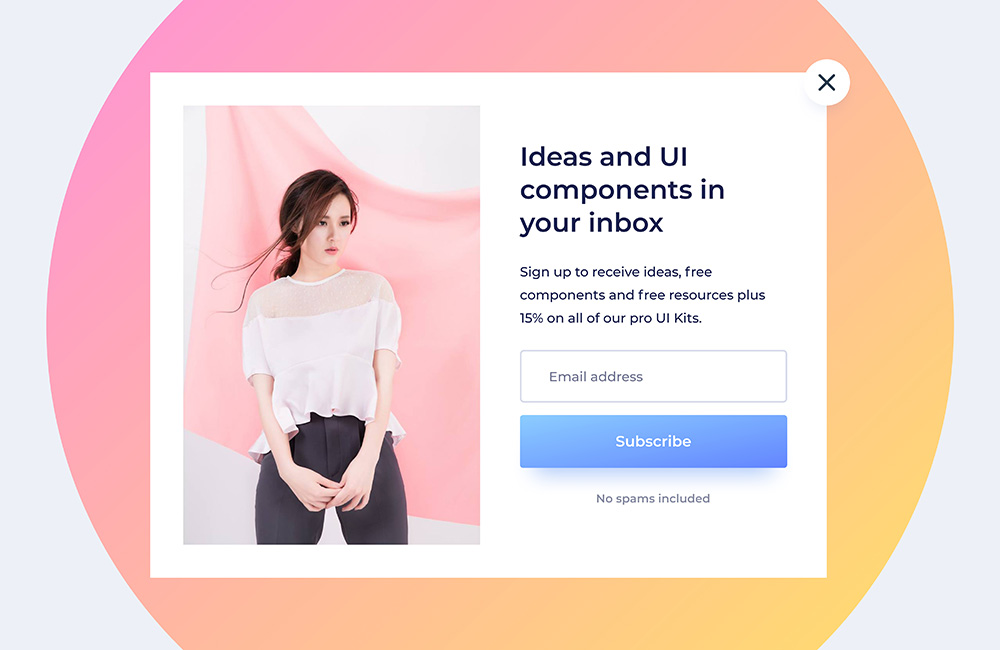 Ideas and UI
components in
your inbox
Sign up to receive ideas, free
components and free resources plus
15% on all of our pro UI Kits.
Email address
Subscribe
No spams included